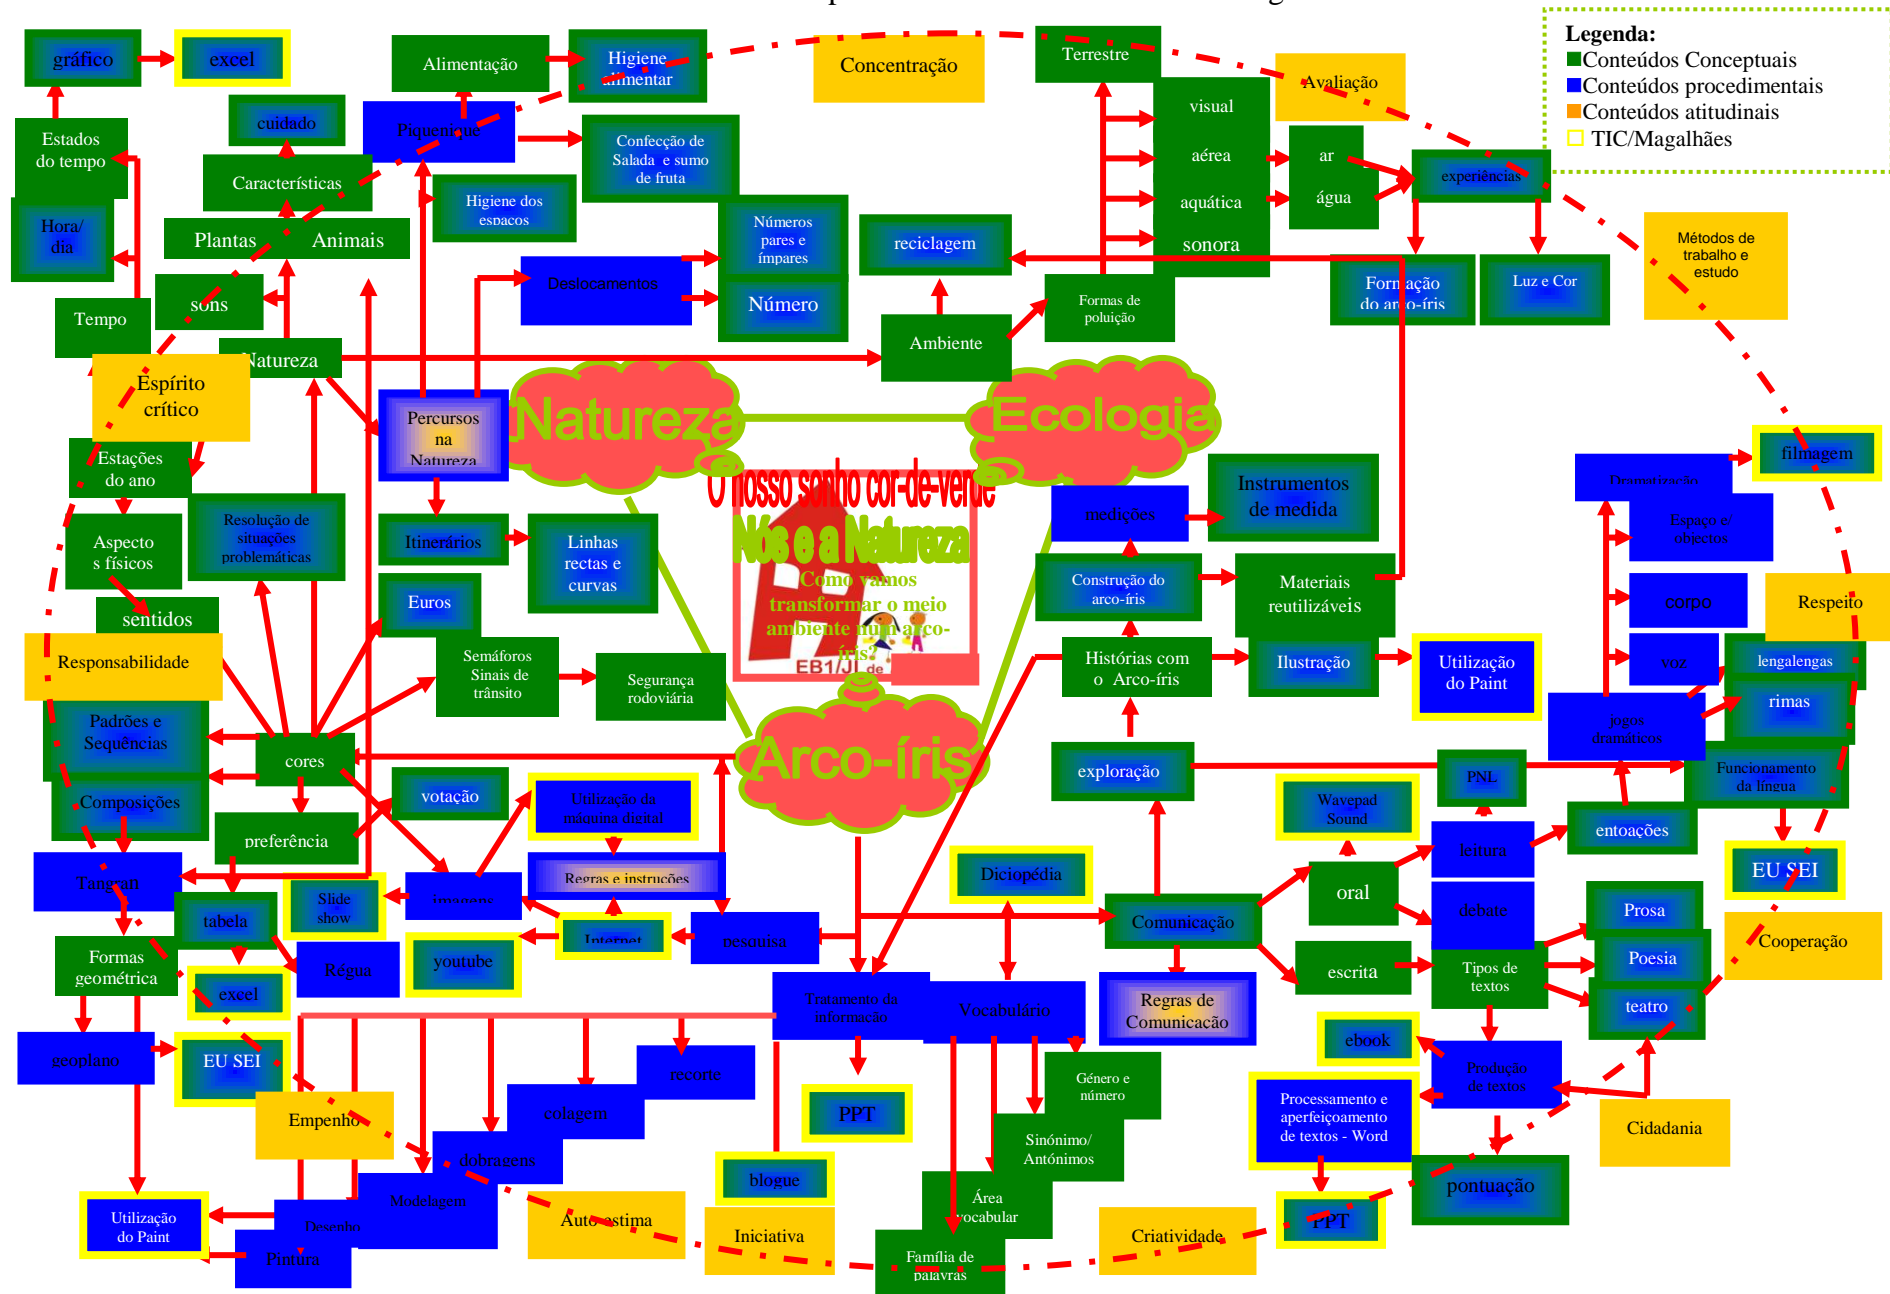 Legenda:
Conteúdos Conceptuais
Conteúdos procedimentais
Conteúdos atitudinais
TIC/Magalhães
gráfico
excel
Alimentação
Higiene
alimentar
Concentração
Terrestre
Avaliação
Estados
do tempo
cuidado
Piquenique
Confecção de
Salada e sumo
de fruta
visual
aérea
aquática
sonora
ar
água
experiências
Características
Hora/
dia
Plantas
Animais
Higiene dos
espaços
Números
pares e
ímpares
reciclagem
Métodos de
trabalho e
estudo
sons
Deslocamentos
Número
Formas de
poluição
Formação
do arco-íris
Luz e Cor
Tempo
Natureza
Ambiente
Espírito
crítico
Percursos
na
Natureza
Natureza
Ecologia
Estações
do ano
O nosso sonho cor-de-verde
Nós e a Natureza
Como vamos
transformar o meio
ambiente num arco-
íris?
EB1/JI de
medições
Instrumentos
de medida
Dramatização
filmagem
Resolução de
situações
problemáticas
Itinerários
Linhas
rectas e
curvas
Espaço e/
objectos
Aspecto
s físicos
Euros
Construção do
arco-íris
Materiais
reutilizáveis
corpo
Respeito
sentidos
Responsabilidade
Semáforos
Sinais de
trânsito
Segurança
rodoviária
Histórias com
o Arco-íris
Ilustração
Utilização
do Paint
voz
lengalengas
rimas
Padrões e
Sequências
cores
Arco-íris
exploração
jogos
dramáticos
Funcionamento
da língua
Composições
votação
Utilização da
máquina digital
Wavepad
Sound
PNL
preferência
entoações
Tangran
Slide
show
imagens
Regras e instruções
Diciopédia
oral
leitura
EU SEI
tabela
Internet
pesquisa
Comunicação
debate
Prosa
Formas
geométrica
Régua
youtube
escrita
Tipos de
textos
Poesia
Cooperação
excel
Tratamento da
informação
Vocabulário
Regras de
Comunicação
teatro
geoplano
EU SEI
recorte
Género e
número
ebook
Produção
de textos
Empenho
colagem
PPT
Processamento e
aperfeiçoamento
de textos - Word
Cidadania
dobragens
Sinónimo/
Antónimos
Modelagem
blogue
Área
vocabular
pontuação
Utilização
do Paint
Desenho
Auto-estima
Iniciativa
Criatividade
PPT
Pintura
Família de
palavras